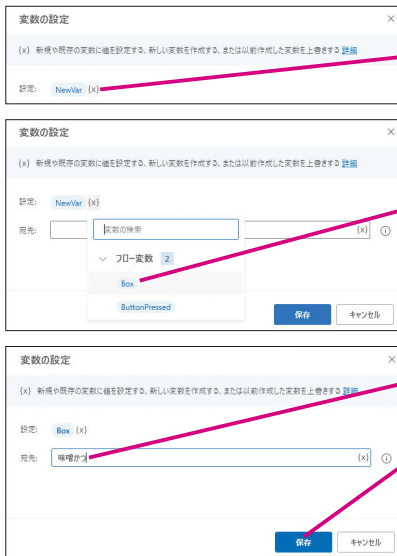 変数の設定 ×
{x} 新規や既存の変数に値を設定する、新しい変数を作成する、または以前作成した変数を上書きする 詳細
設定: NewVar {x}
変数の設定 ×
{x} 新規や既存の変数に値を設定する、新しい変数を作成する、または以前作成した変数を上書きする 詳細
設定: NewVar {x}
宛先: 変数の検索 {x}
フロー変数 2
Box
ButtonPressed
保存 キャンセル
変数の設定 ×
{x} 新規や既存の変数に値を設定する、新しい変数を作成する、または以前作成した変数を上書きする 詳細
設定: Box {x}
宛先: 味噌かつ {x}
保存 キャンセル